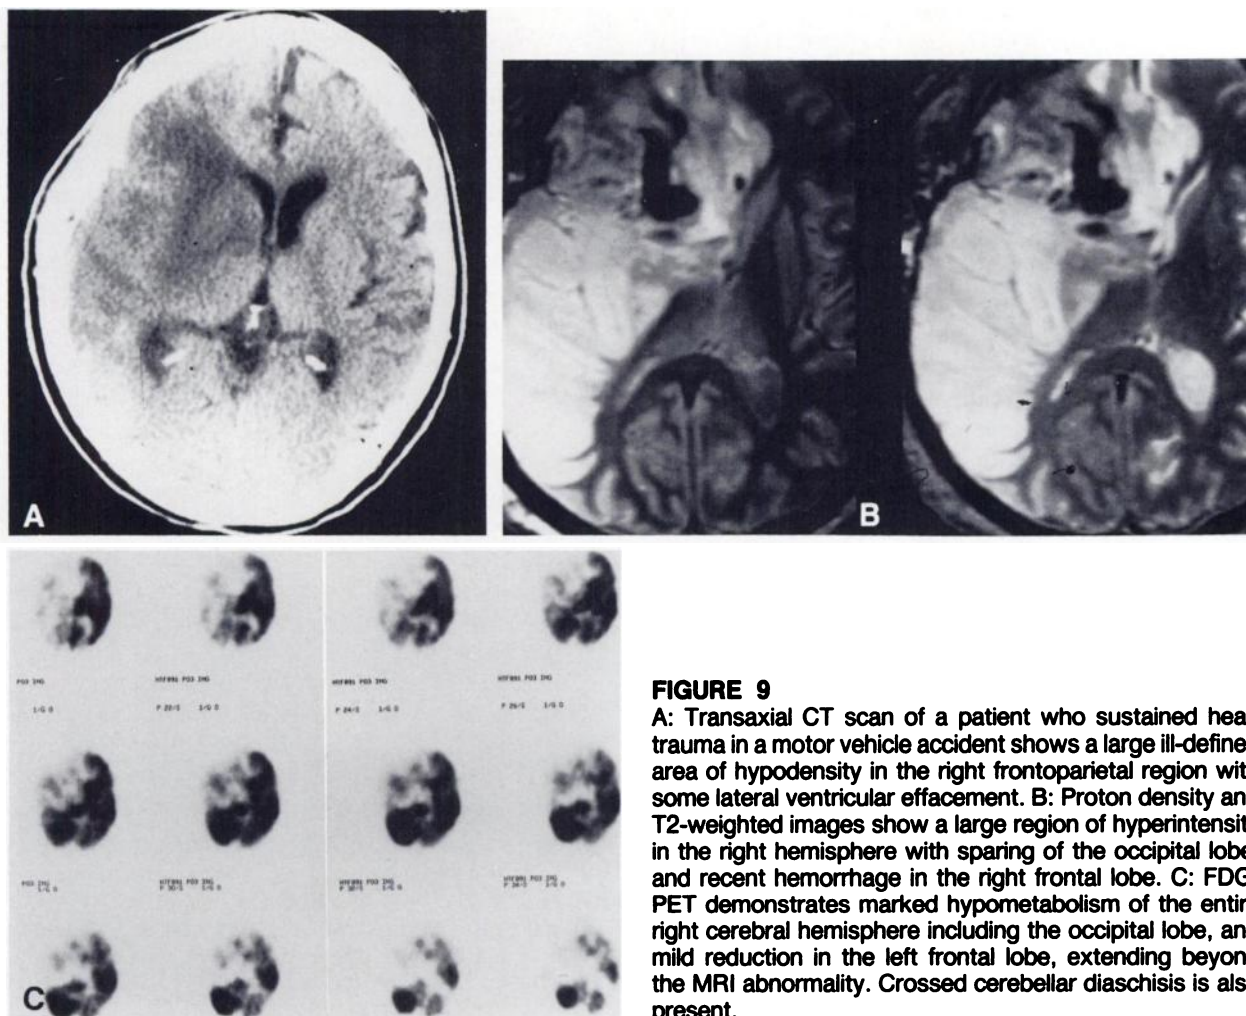 A
B
C
FIGURE 9
A: Transaxial CT scan of a patient who sustained hea
trauma in a motor vehicle accident shows a large ill-define
area of hypodensity in the right frontoparietal region wit
some lateral ventricular effacement. B: Proton density an
T2-weighted images show a large region of hyperintensit
in the right hemisphere with sparing of the occipital lobe
and recent hemorrhage in the right frontal lobe. C: FDG
PET demonstrates marked hypometabolism of the entir
right cerebral hemisphere including the occipital lobe, an
mild reduction in the left frontal lobe, extending beyon
the MRI abnormality. Crossed cerebellar diaschisis is als
present.